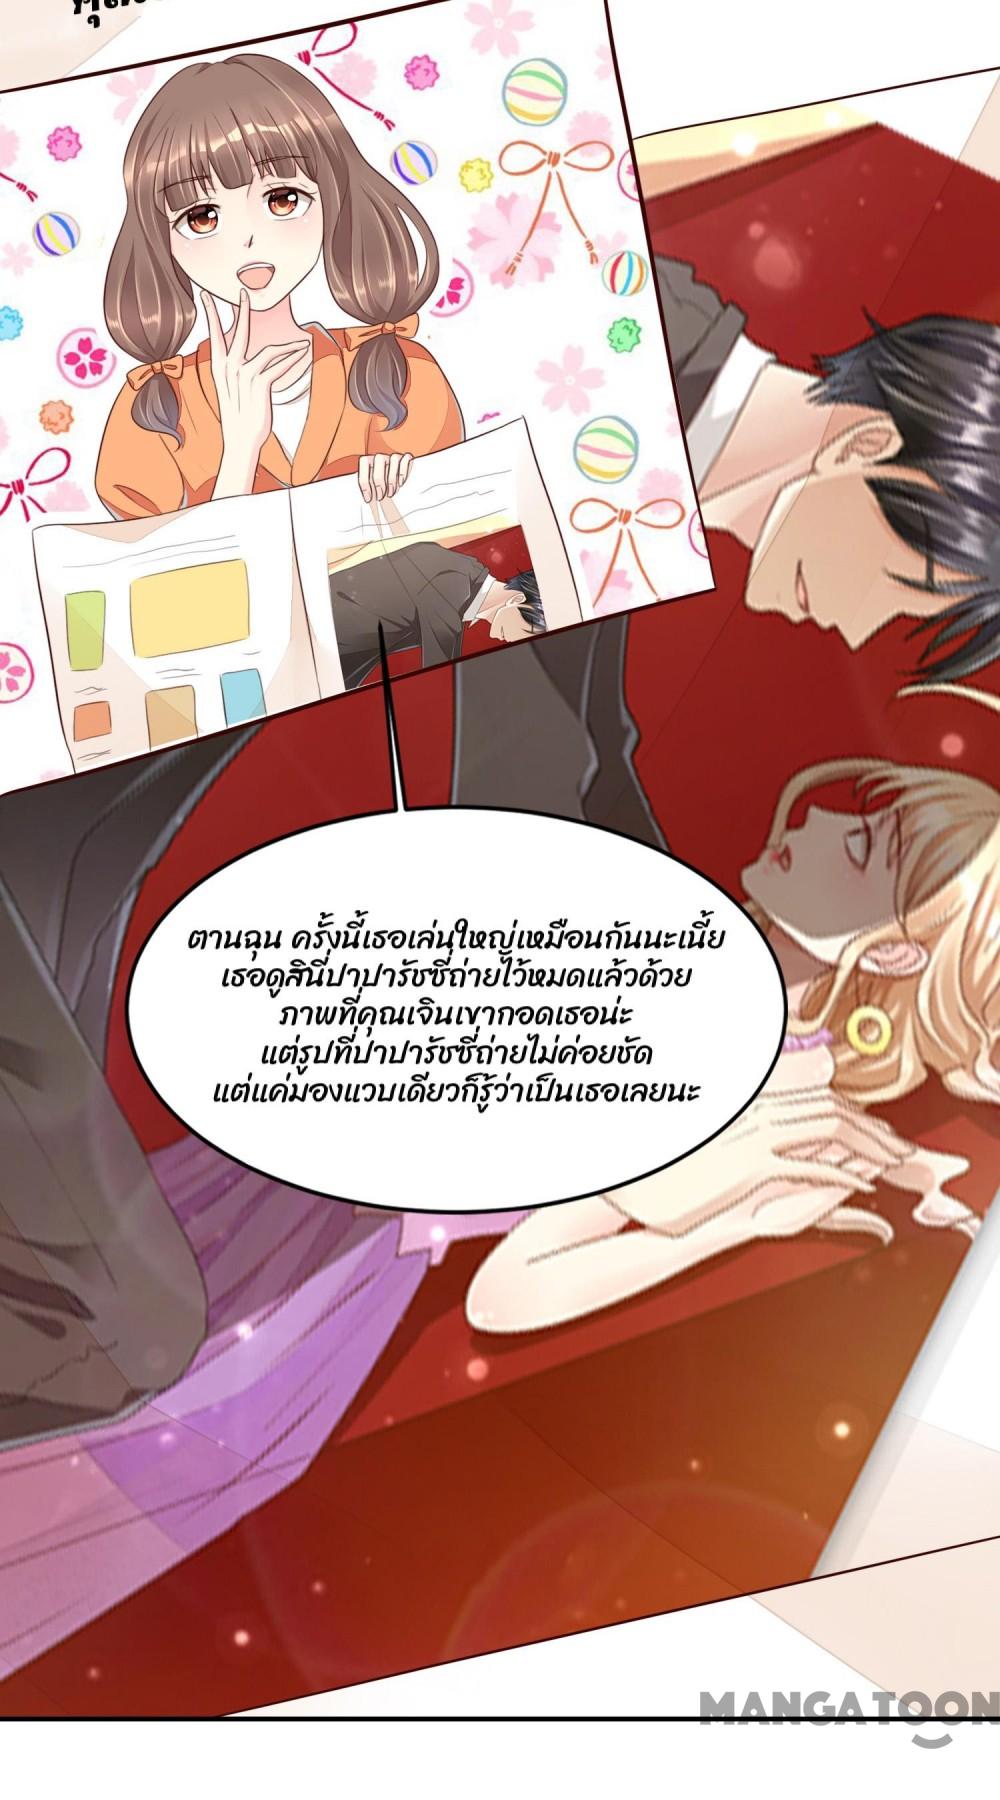 ตานฉุน ครั้งนี้เธอเล่นใหญ่เหมือนกันนะเนี้ย
เธอดูสินี่ปาปารัชซี่ถ่ายไว้หมดแล้วด้วย
ภาพที่คุณเจินเขากอดเธอน่ะ
แต่รูปที่ปาปารัชซี่ถ่ายไม่ค่อยชัด
แต่แค่มองแวบเดียวก็รู้ว่าเป็นเธอเลยนะ
MANGATOON